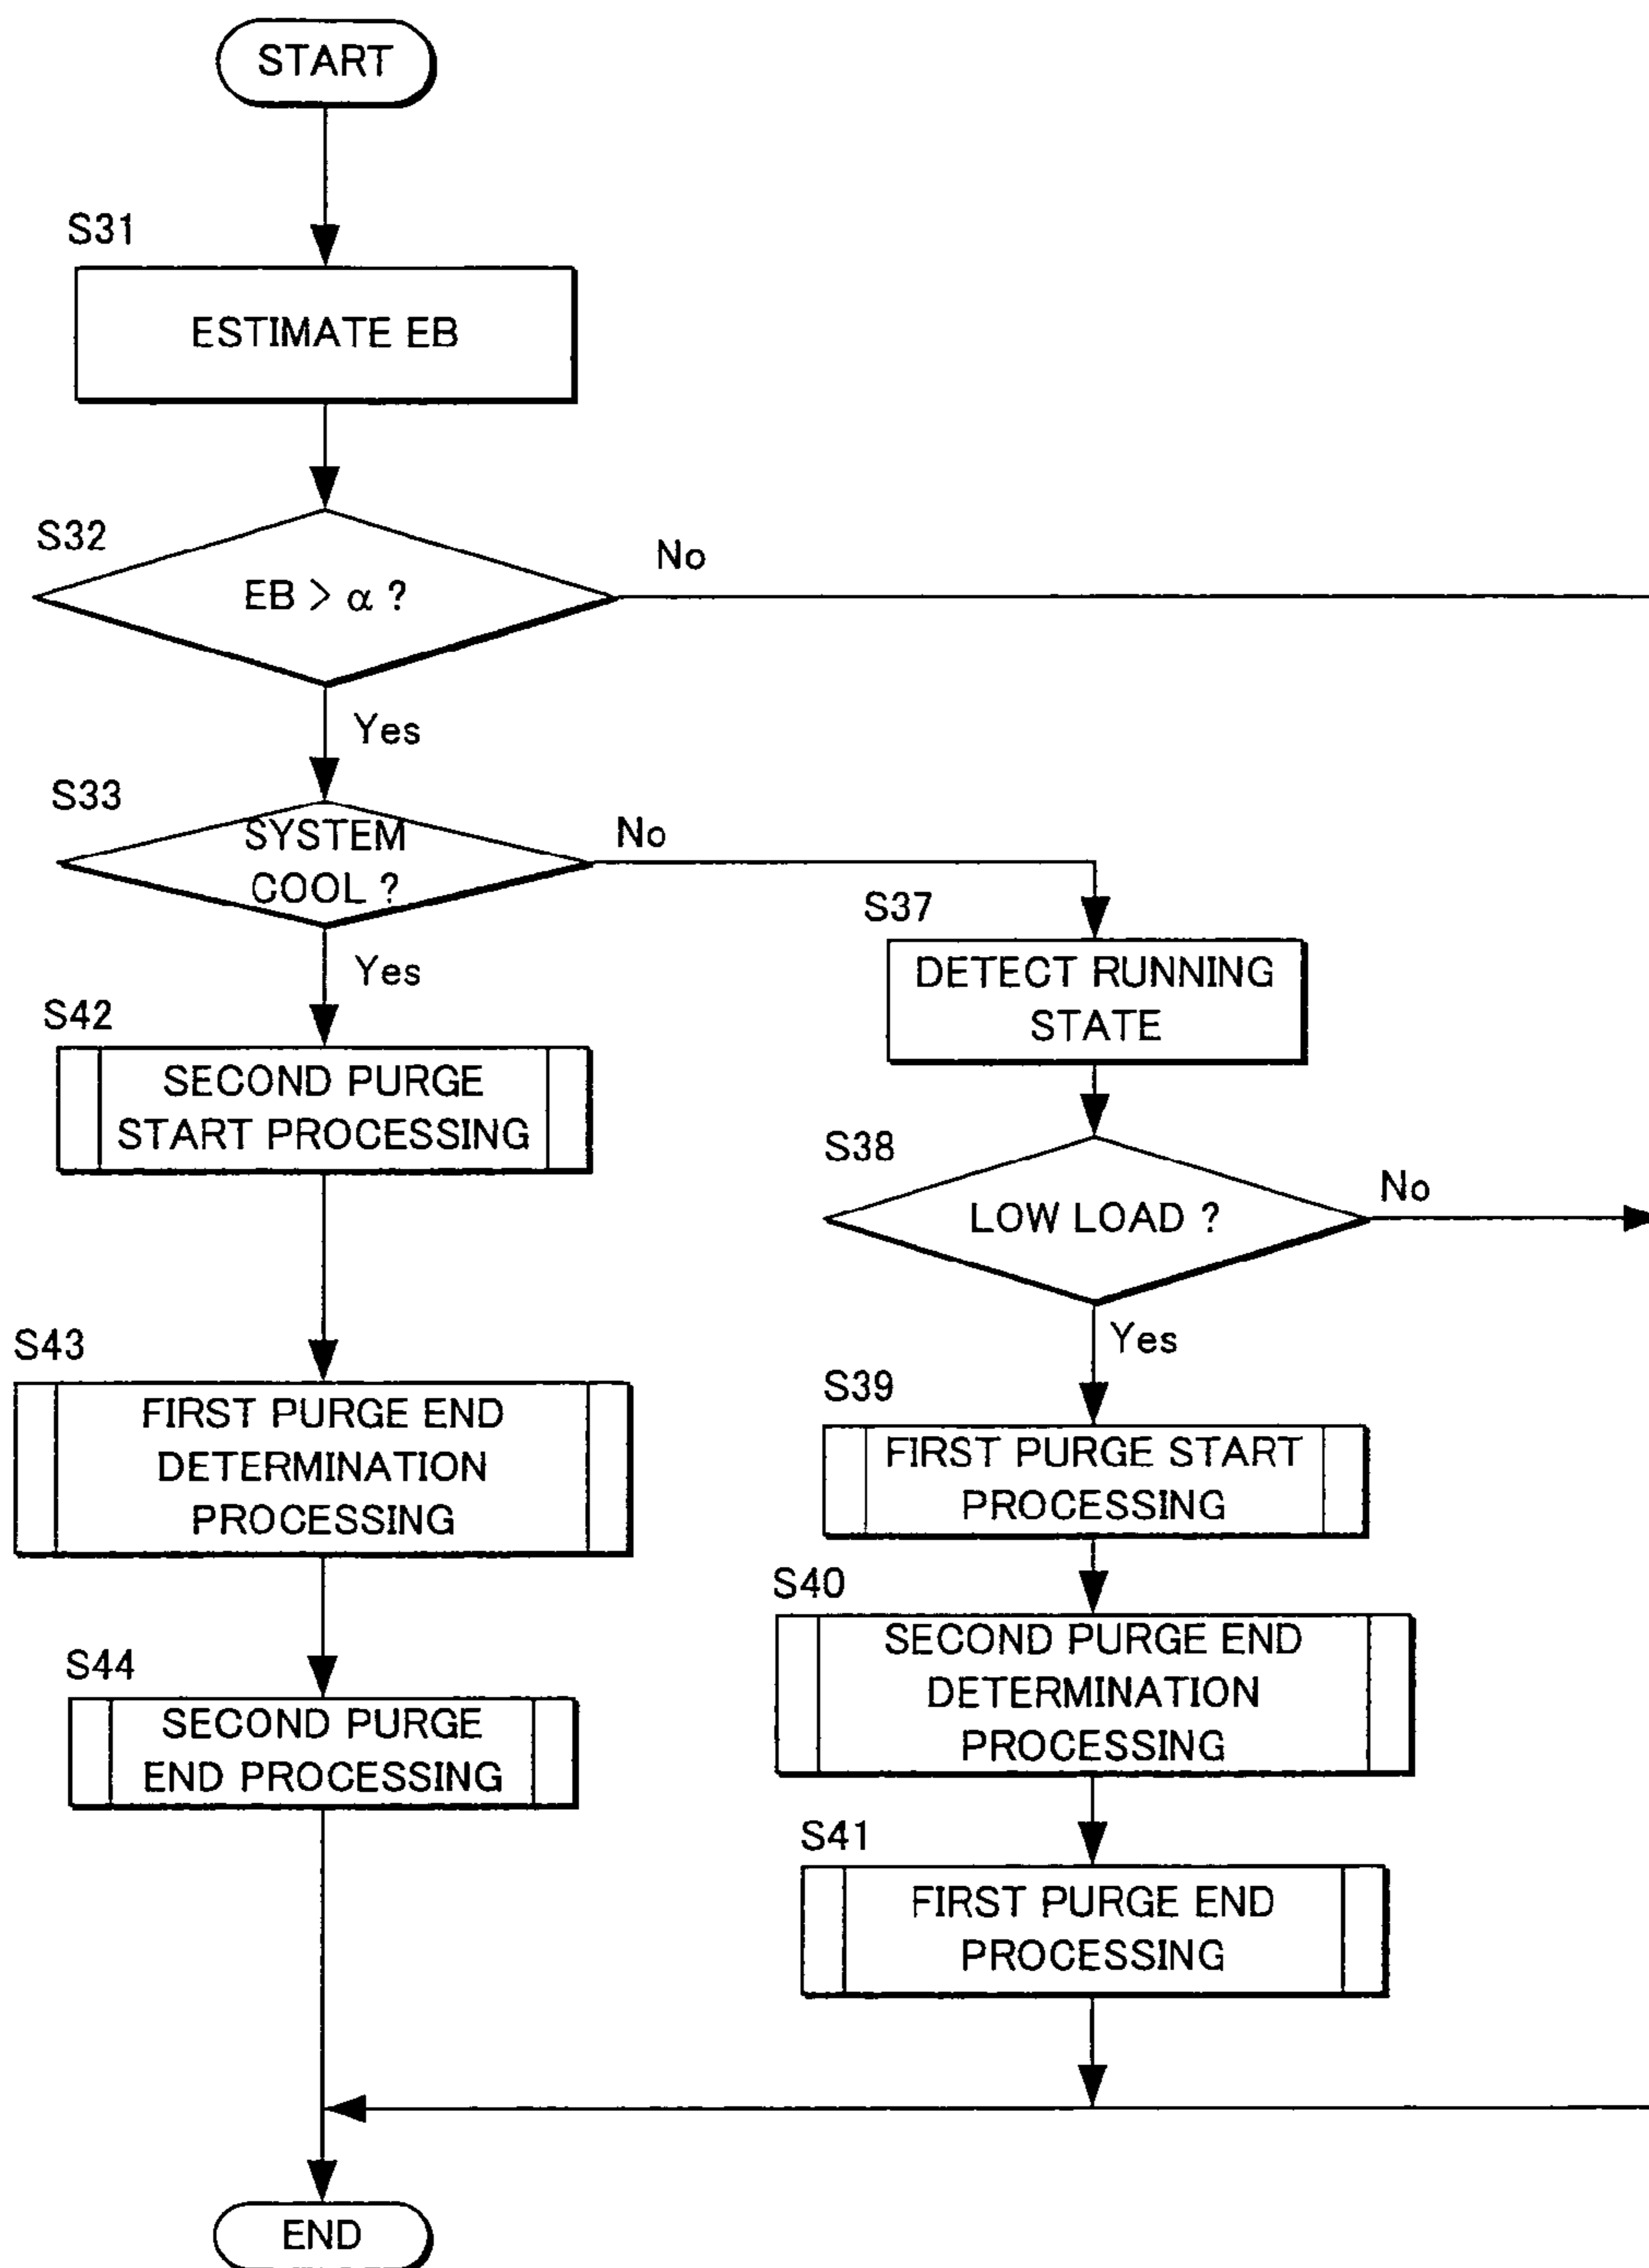 START
S31
ESTIMATE EB
S32
EB > α ?
No
Yes
S33
SYSTEM
COOL ?
No
Yes
S37
DETECT RUNNING
STATE
S42
SECOND PURGE
START PROCESSING
S38
LOW LOAD ?
No
Yes
S43
FIRST PURGE END
DETERMINATION
PROCESSING
S39
FIRST PURGE START
PROCESSING
S40
SECOND PURGE END
DETERMINATION
PROCESSING
S44
SECOND PURGE
END PROCESSING
S41
FIRST PURGE END
PROCESSING
END